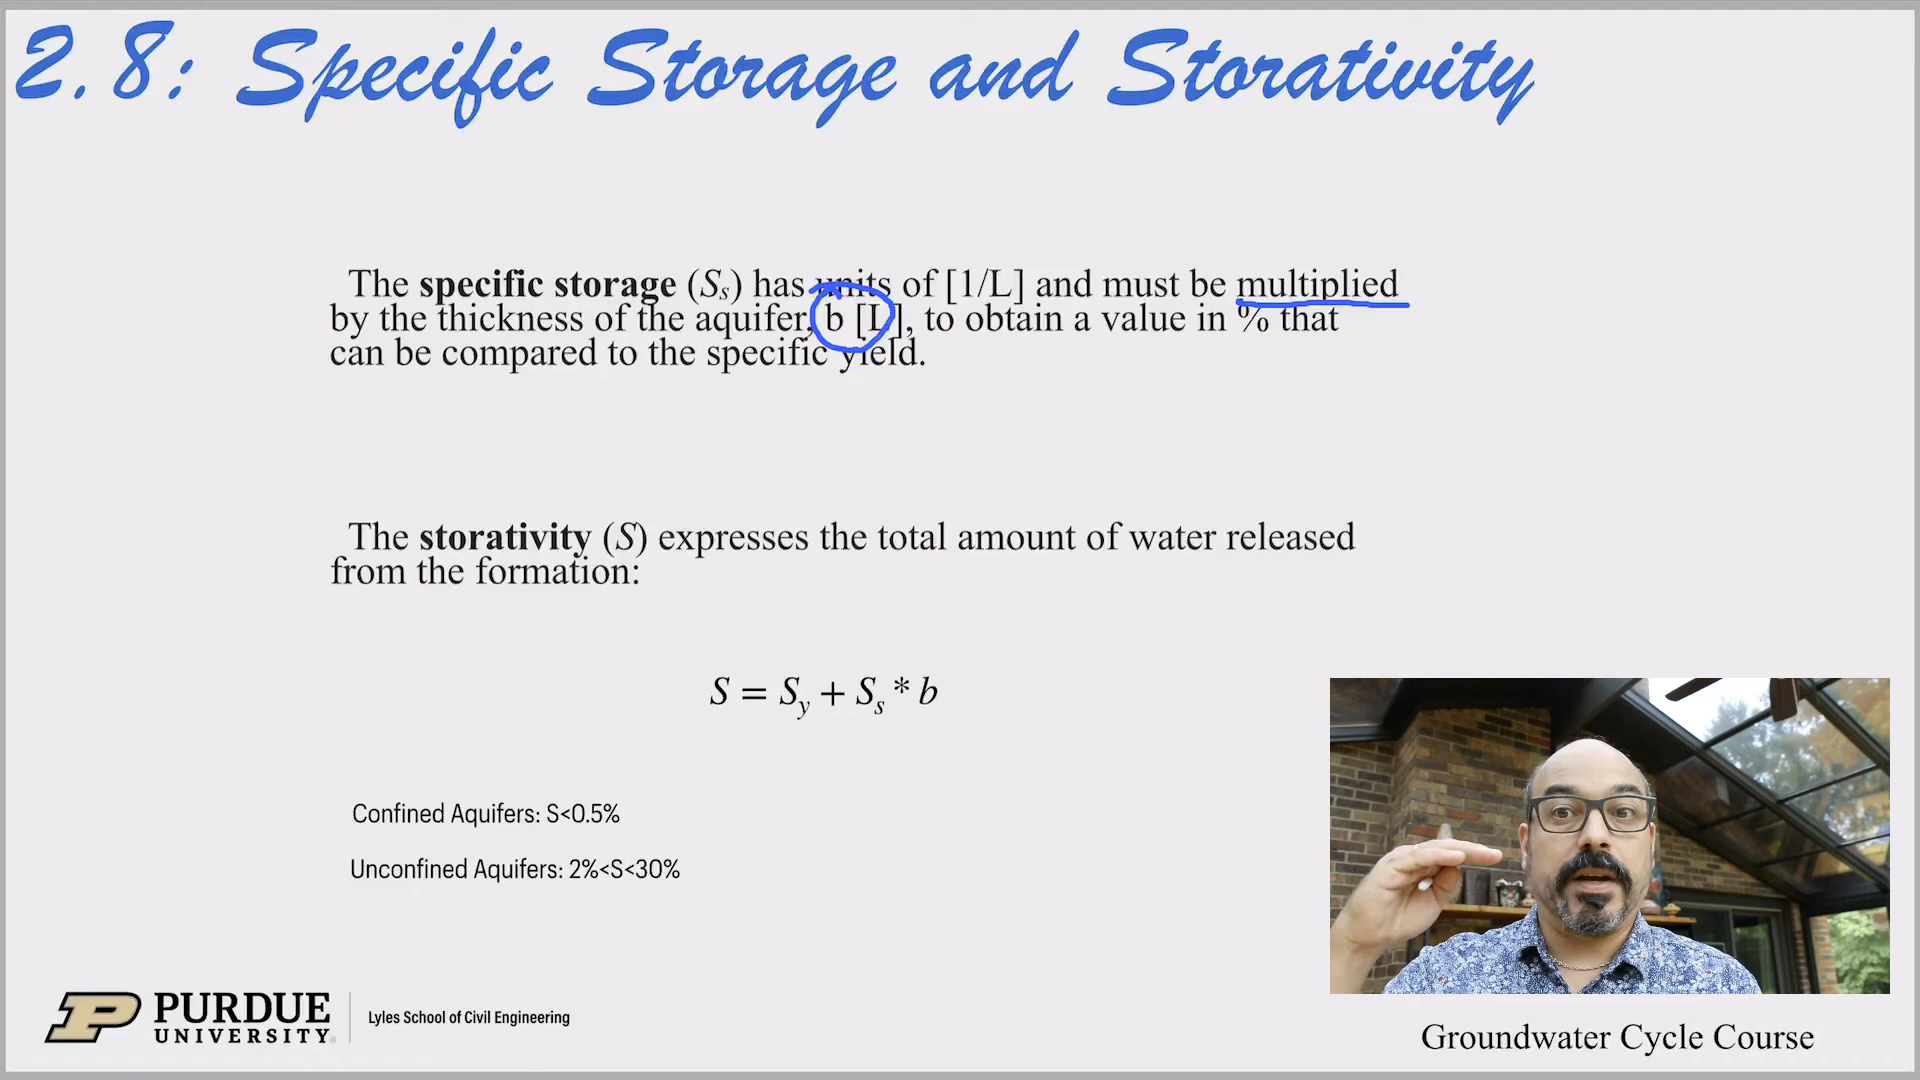 2.8: Specific Storage and Storativity
The specific storage (Sₛ) has units of [1/L] and must be multiplied
by the thickness of the aquifer, b [L], to obtain a value in % that
can be compared to the specific yield.
The storativity (S) expresses the total amount of water released
from the formation:
S = S_y + Sₛ * b
Confined Aquifers: S<0.5%
Unconfined Aquifers: 2%<S<30%
PURDUE
UNIVERSITY
Lyles School of Civil Engineering
Groundwater Cycle Course